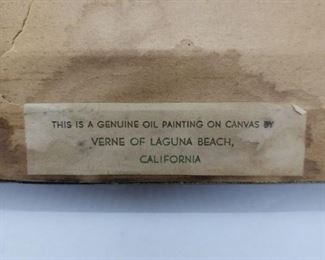 THIS IS A GENUINE OIL PAINTING ON CANVAS BY
VERNE OF LAGUNA BEACH,
CALIFORNIA